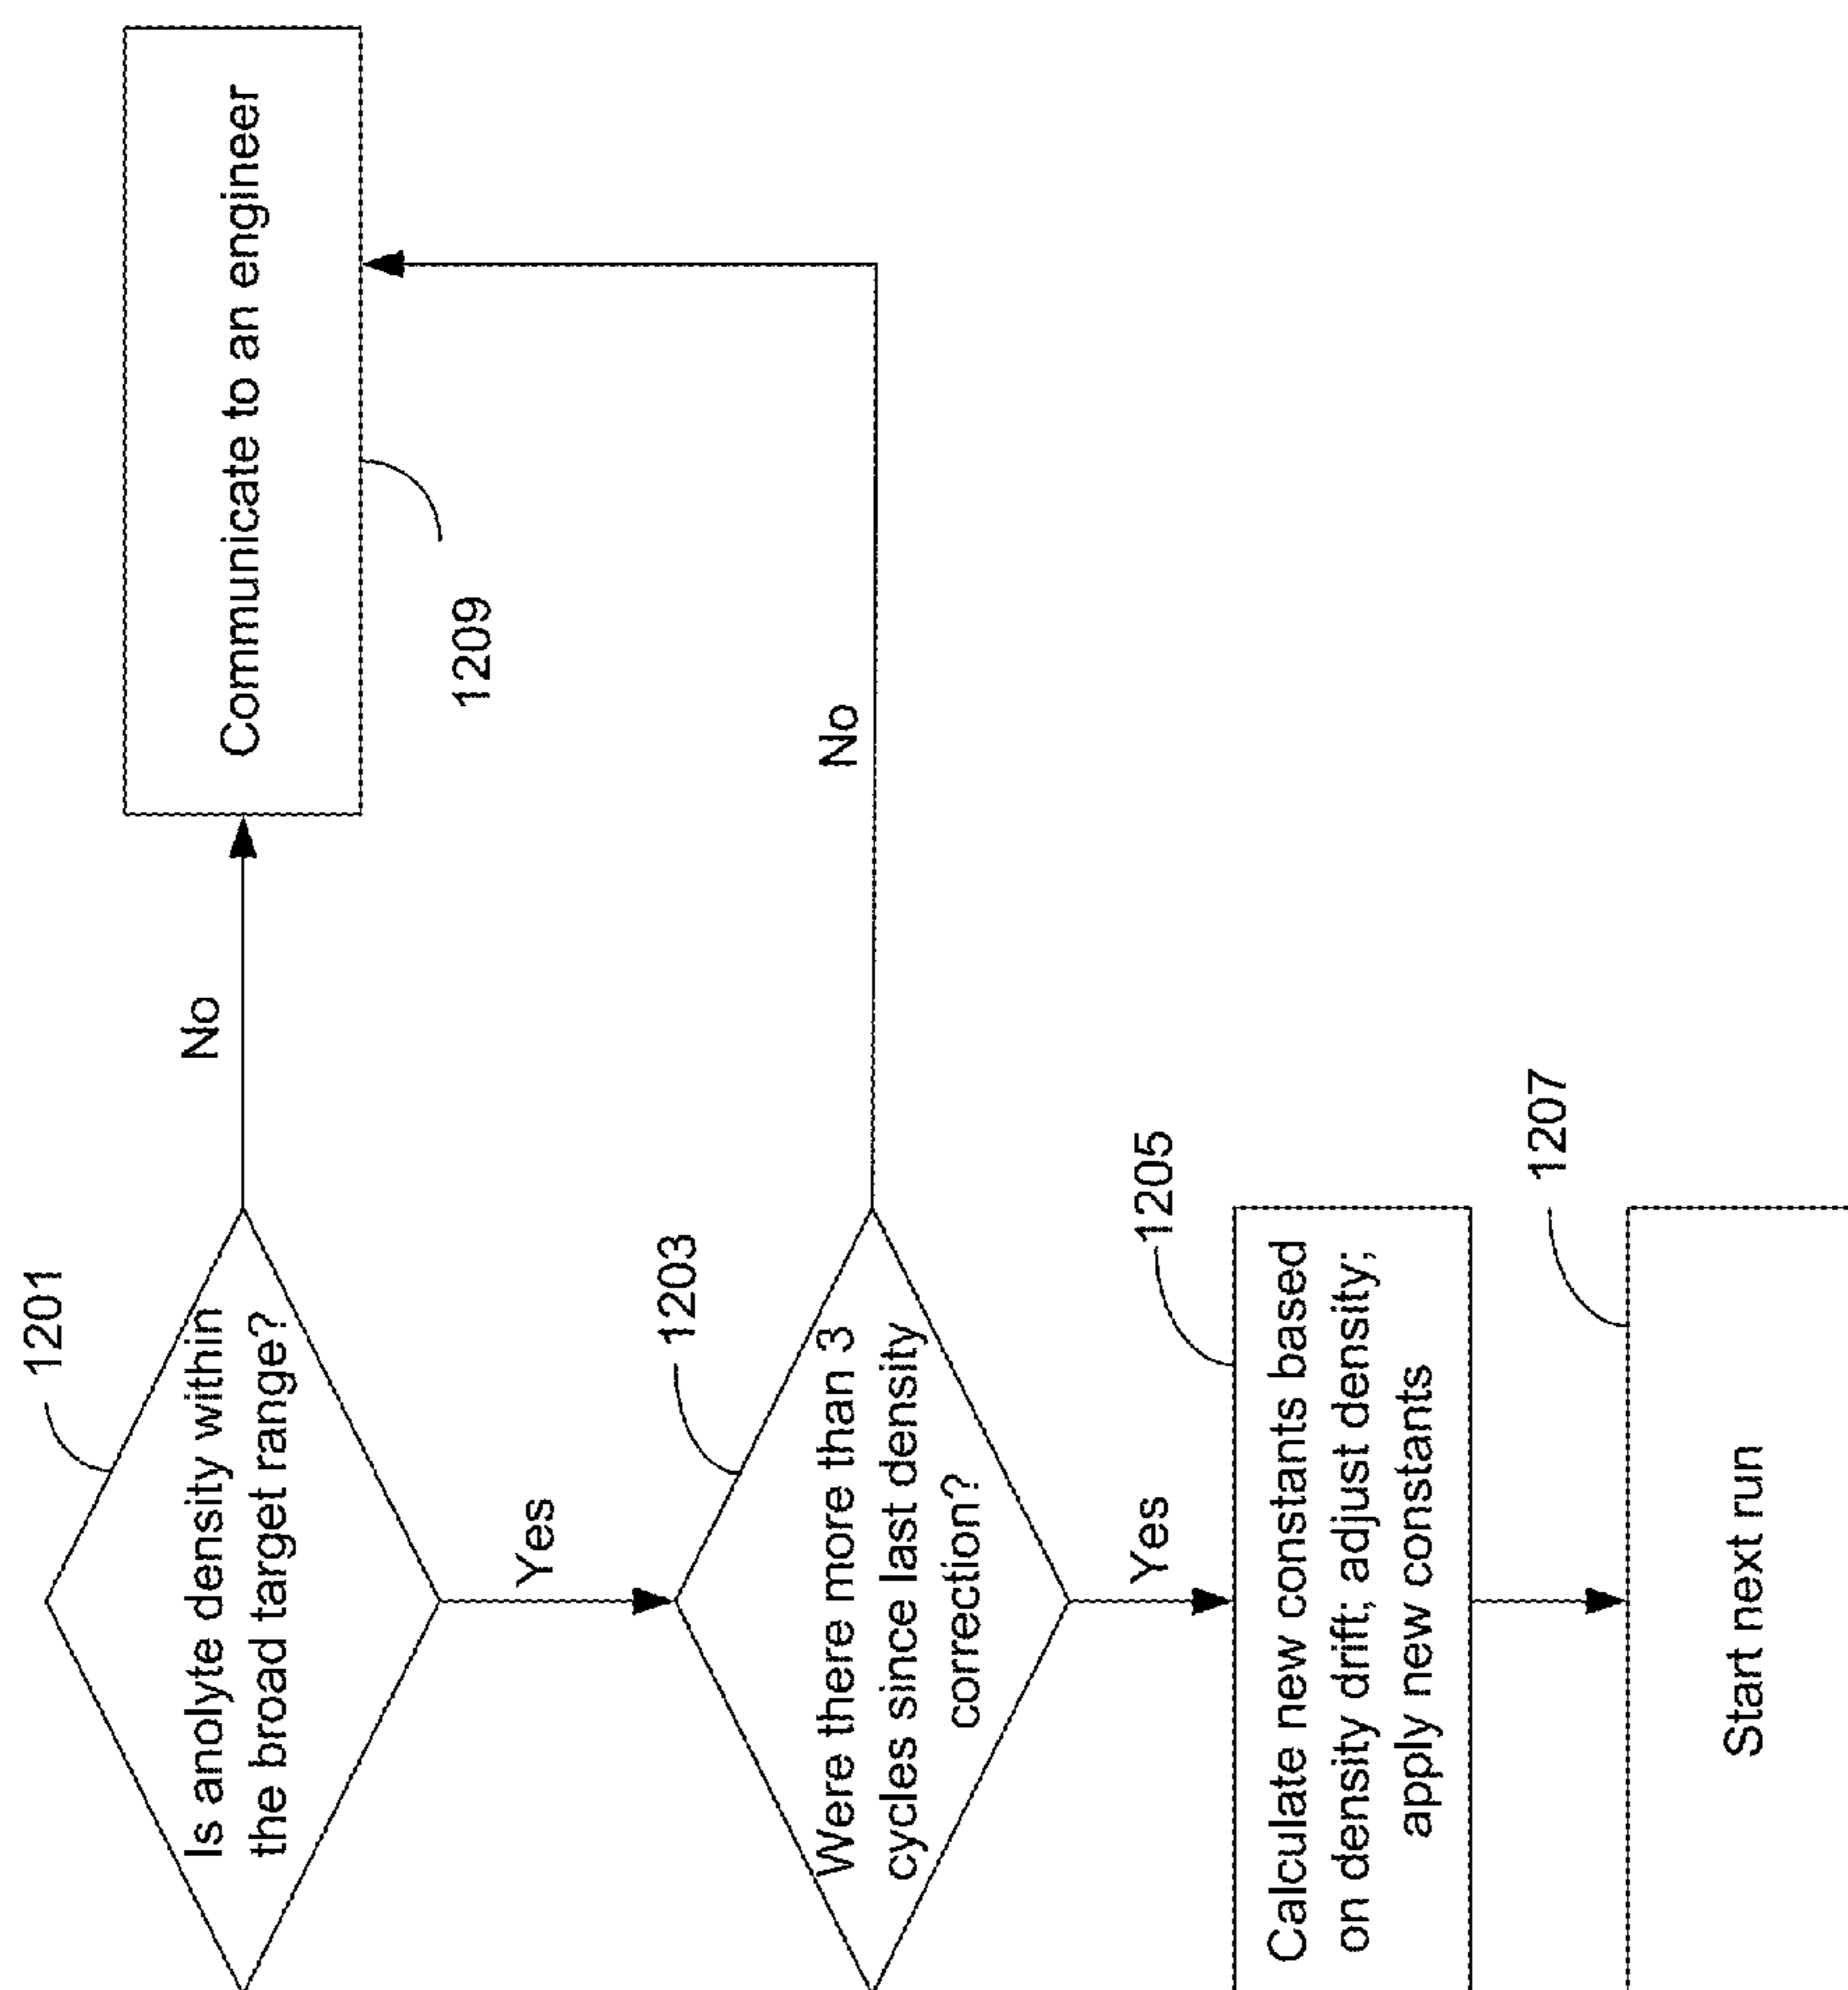 1201
Is anolyte density within
the broad target range?
No
Communicate to an engineer
1209
Yes
1203
Were there more than 3
cycles since last density
correction?
No
Yes
1205
Calculate new constants based
on density drift; adjust density;
apply new constants
1207
Start next run